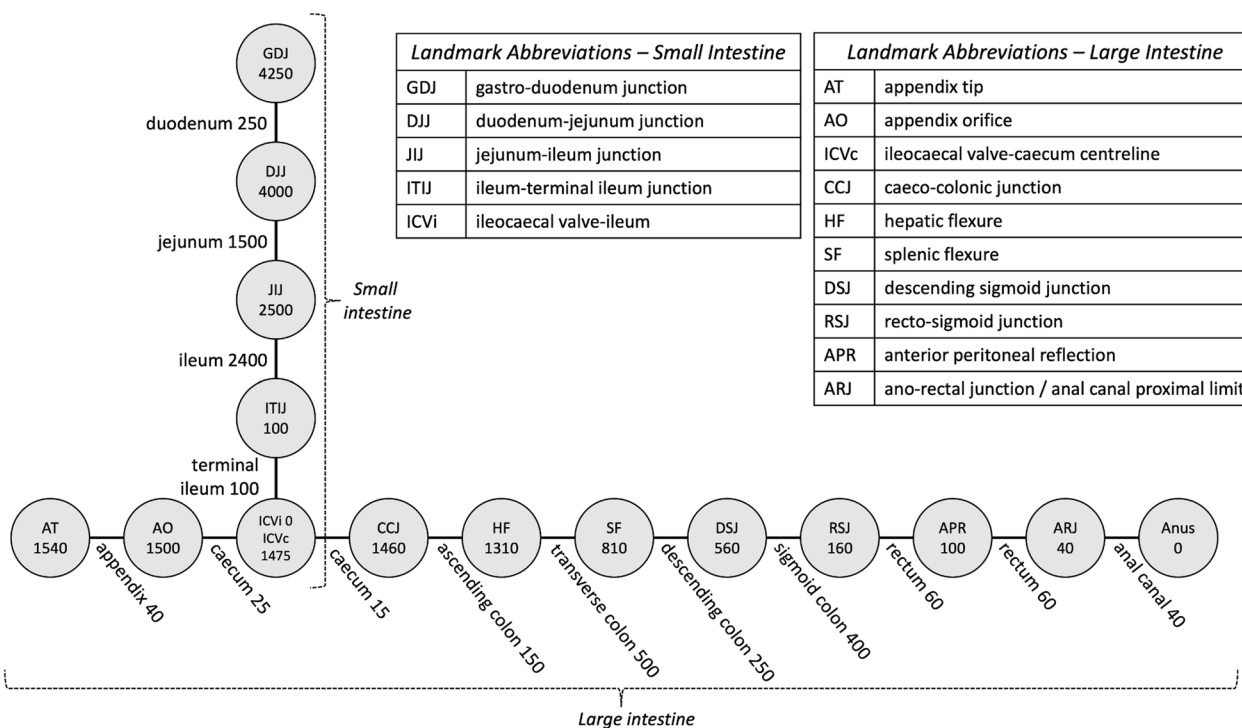 GDJ
4250
duodenum 250
DJJ
4000
jejunum 1500
JIJ
2500
ileum 2400
ITIJ
100
terminal
ileum 100
Small
intestine
Landmark Abbreviations – Small Intestine
GDJ gastro-duodenum junction
DJJ duodenum-jejunum junction
JIJ jejunum-ileum junction
ITIJ ileum-terminal ileum junction
ICVi ileocaecal valve-ileum
Landmark Abbreviations – Large Intestine
AT appendix tip
AO appendix orifice
ICVc ileocaecal valve-caecum centreline
CCJ caeco-colonic junction
HF hepatic flexure
SF splenic flexure
DSJ descending sigmoid junction
RSJ recto-sigmoid junction
APR anterior peritoneal reflection
ARJ ano-rectal junction / anal canal proximal limit
AT
1540
appendix 40
AO
1500
caecum 25
ICVi 0
ICVc
1475
caecum 15
CCJ
1460
ascending colon 150
HF
1310
transverse colon 500
SF
810
descending colon 250
DSJ
560
sigmoid colon 400
RSJ
160
rectum 60
APR
100
rectum 60
ARJ
40
anal canal 40
Anus
0
Large intestine